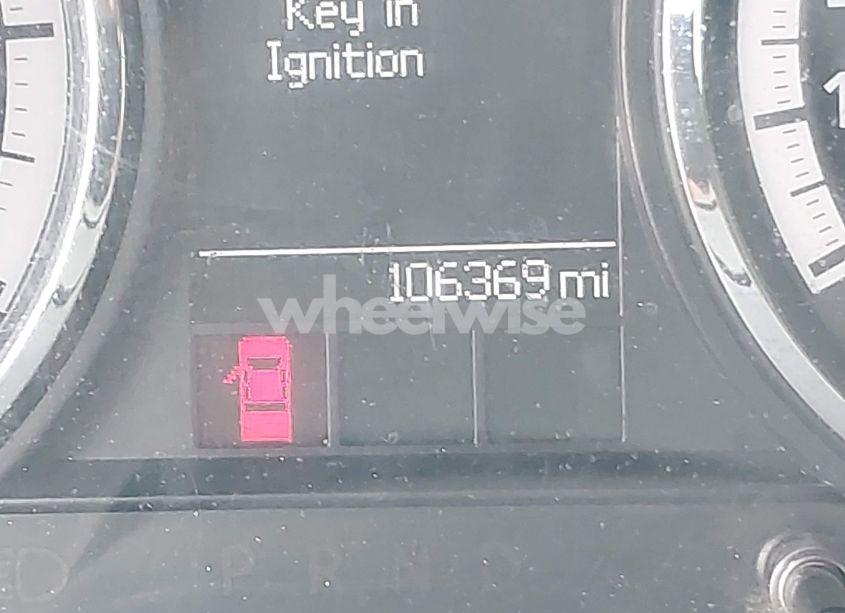 Key in
Ignition
106369 mi
wheelwise
P R N D